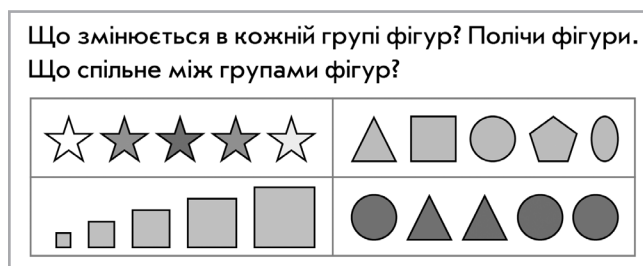 Що змінюється в кожній групі фігур? Полічи фігури.
Що спільне між групами фігур?